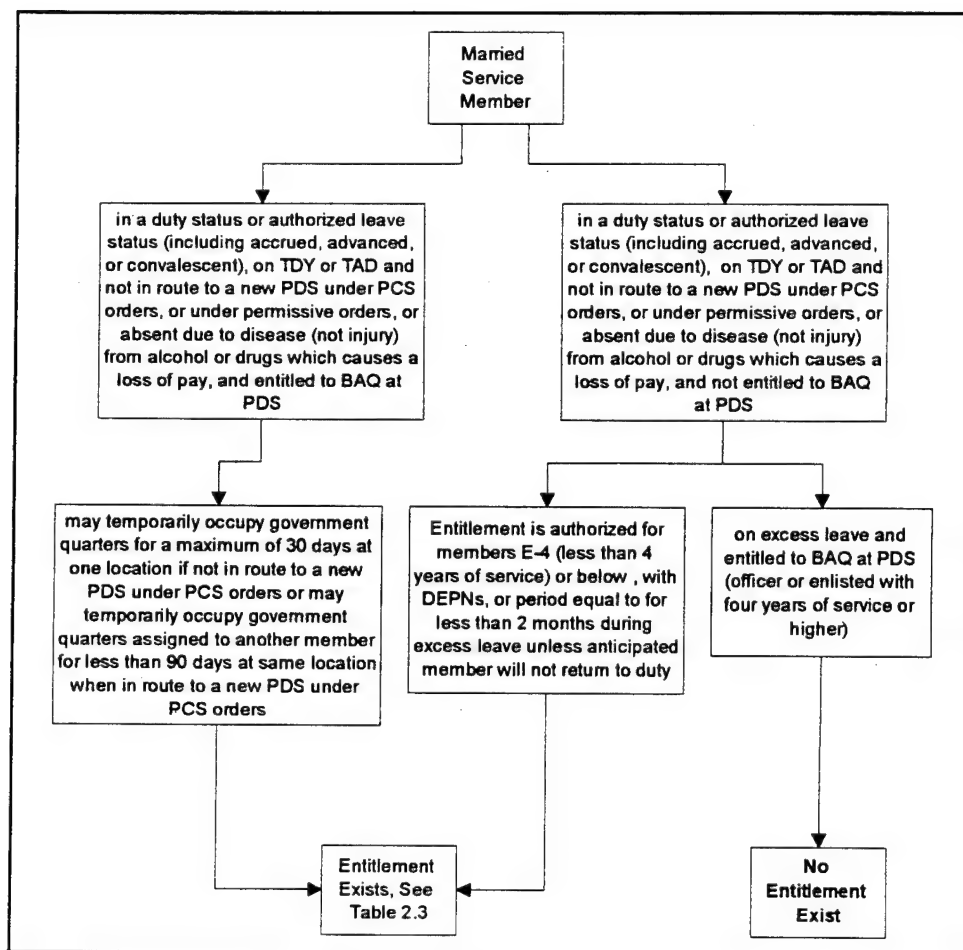 Married
Service
Member
in a duty status or authorized leave
status (including accrued, advanced,
or convalescent), on TDY or TAD and
not in route to a new PDS under PCS
orders, or under permissive orders, or
absent due to disease (not injury)
from alcohol or drugs which causes a
loss of pay, and entitled to BAQ at
PDS
in a duty status or authorized leave
status (including accrued, advanced,
or convalescent), on TDY or TAD and
not in route to a new PDS under PCS
orders, or under permissive orders, or
absent due to disease (not injury)
from alcohol or drugs which causes a
loss of pay, and not entitled to BAQ
at PDS
may temporarily occupy government
quarters for a maximum of 30 days at
one location if not in route to a new
PDS under PCS orders or may
temporarily occupy government
quarters assigned to another member
for less than 90 days at same location
when in route to a new PDS under
PCS orders
Entitlement is authorized for
members E-4 (less than 4
years of service) or below , with
DEPNs, or period equal to for
less than 2 months during
excess leave unless anticipated
member will not return to duty
on excess leave and
entitled to BAQ at PDS
(officer or enlisted with
four years of service or
higher)
Entitlement
Exists, See
Table 2.3
No
Entitlement
Exist